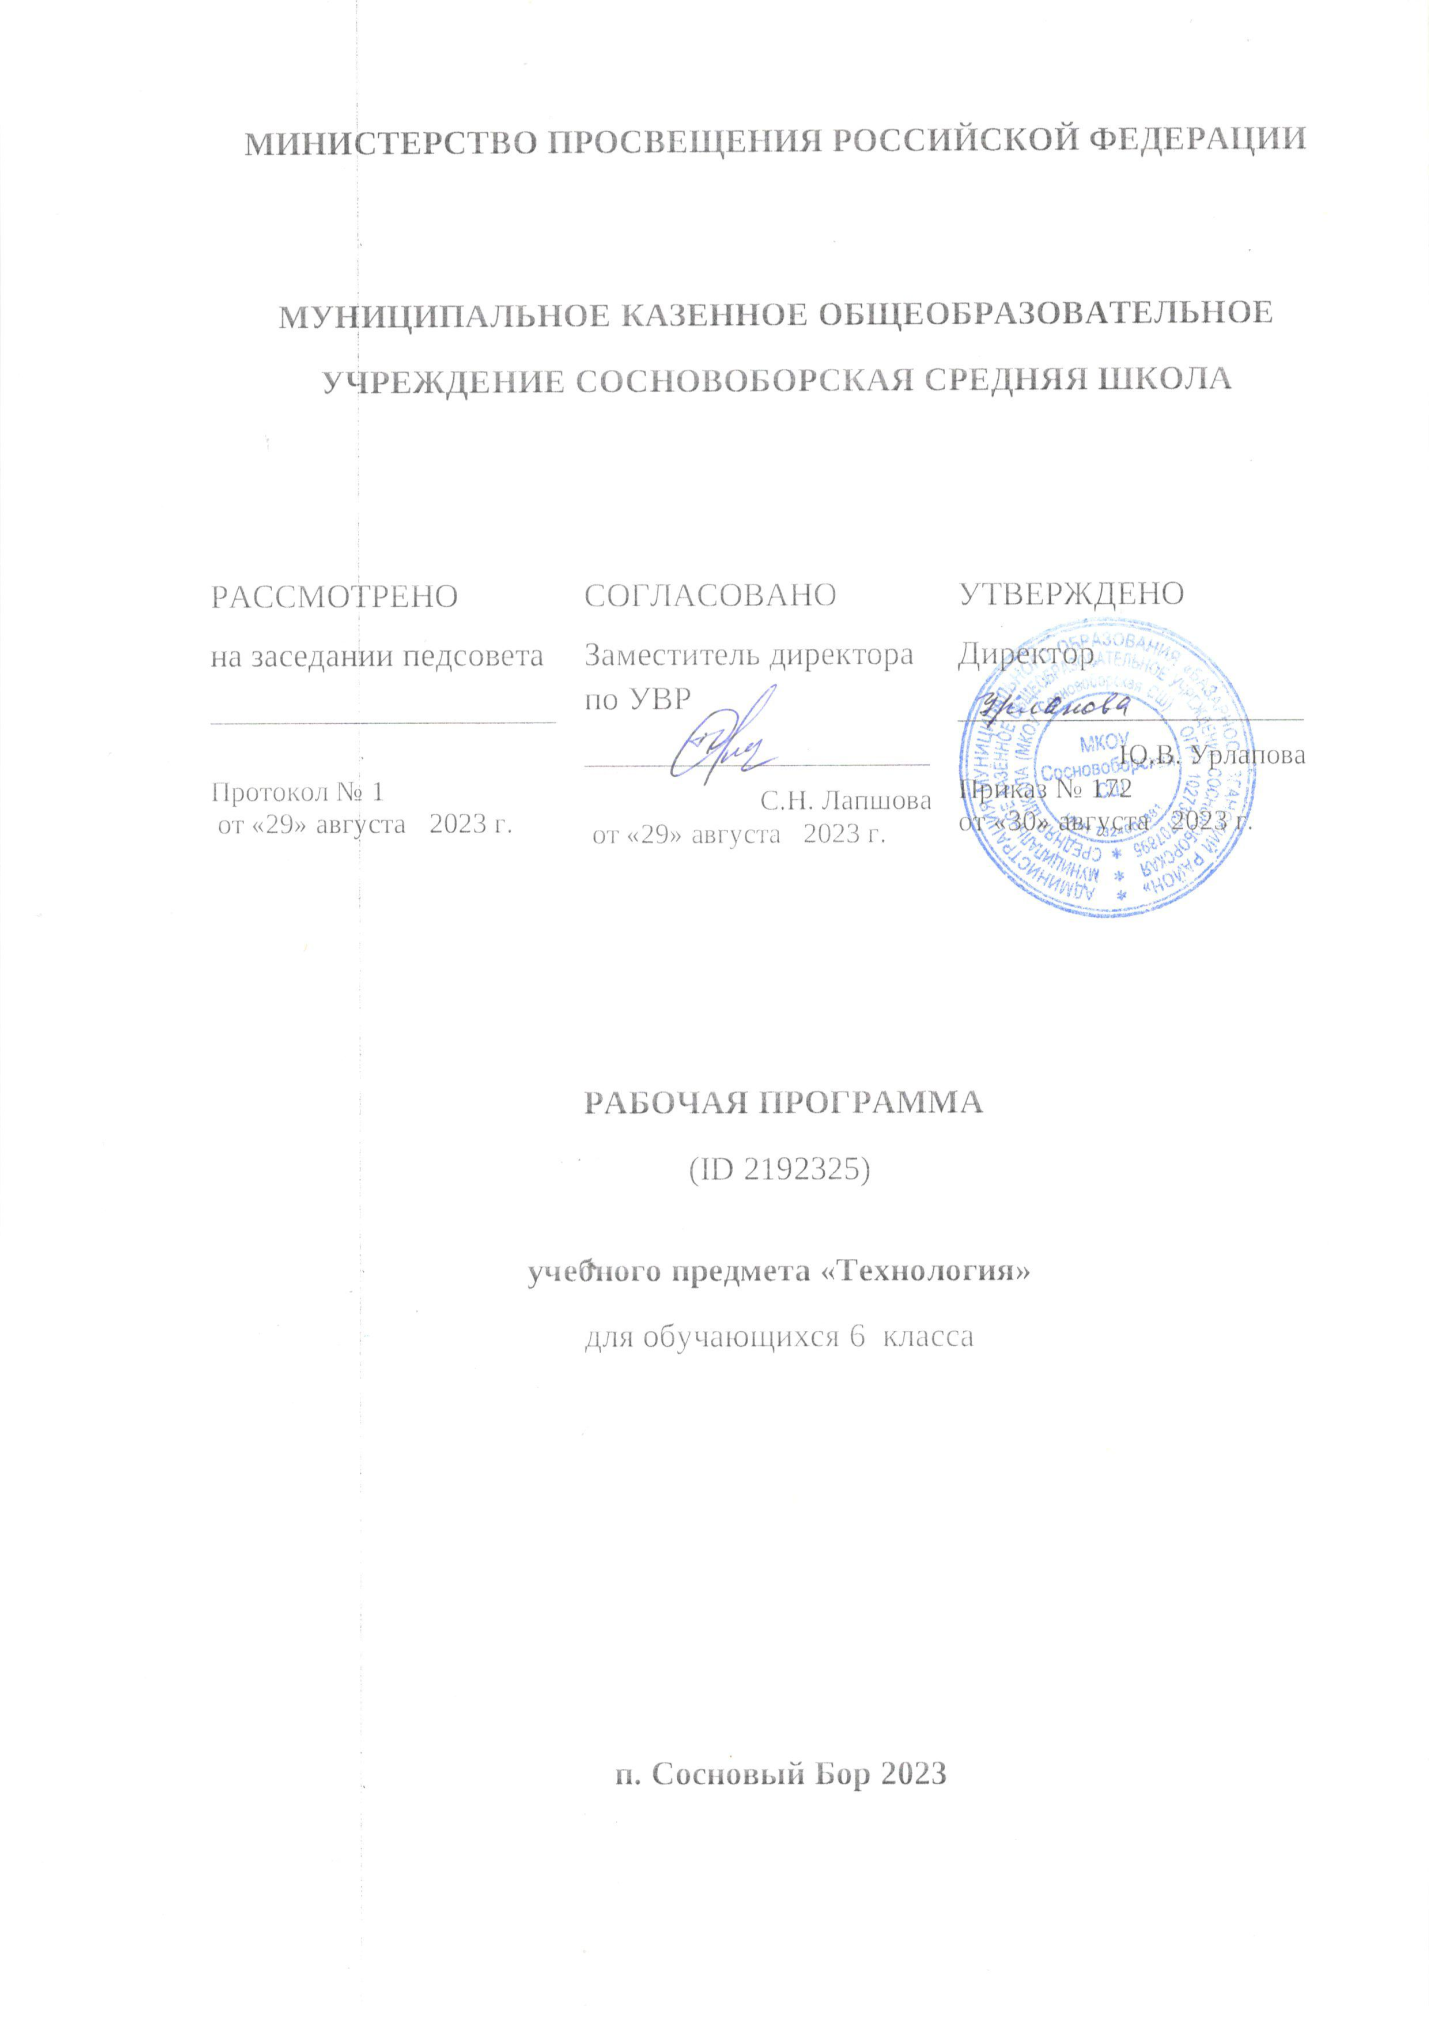 МИНИСТЕРСТВО ПРОСВЕЩЕНИЯ РОССИЙСКОЙ ФЕДЕРАЦИИ
МУНИЦИПАЛЬНОЕ КАЗЕННОЕ ОБЩЕОБРАЗОВАТЕЛЬНОЕ
УЧРЕЖДЕНИЕ СОСНОВОБОРСКАЯ СРЕДНЯЯ ШКОЛА
РАССМОТРЕНО
на заседании педсовета
Протокол № 1
от «29» августа 2023 г.
СОГЛАСОВАНО
Заместитель директора
по УВР
С.Н. Лапшова
от «29» августа 2023 г.
УТВЕРЖДЕНО
Директор
Урлапова
Ю.В. Урлапова
Приказ № 172
от «30» августа 2023 г.
МКОУ
Сосновоборская
СШ
РАБОЧАЯ ПРОГРАММА
(ID 2192325)
учебного предмета «Технология»
для обучающихся 6 класса
п. Сосновый Бор 2023